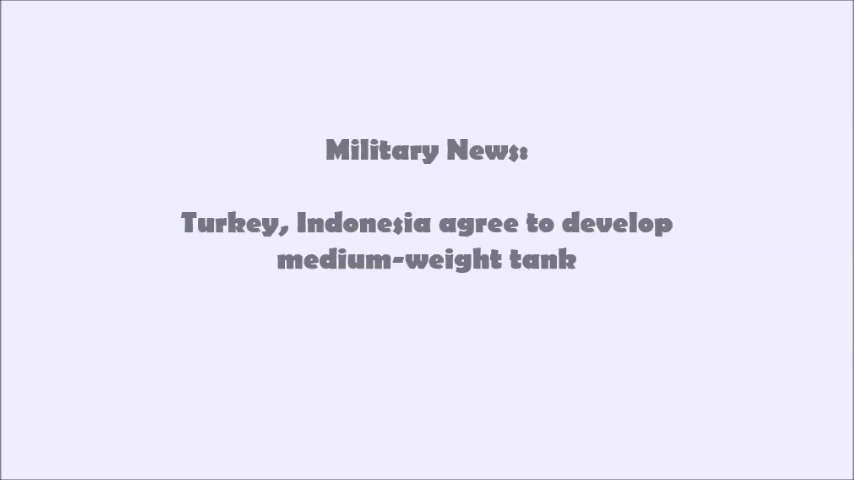 Military News:
Turkey, Indonesia agree to develop
medium-weight tank